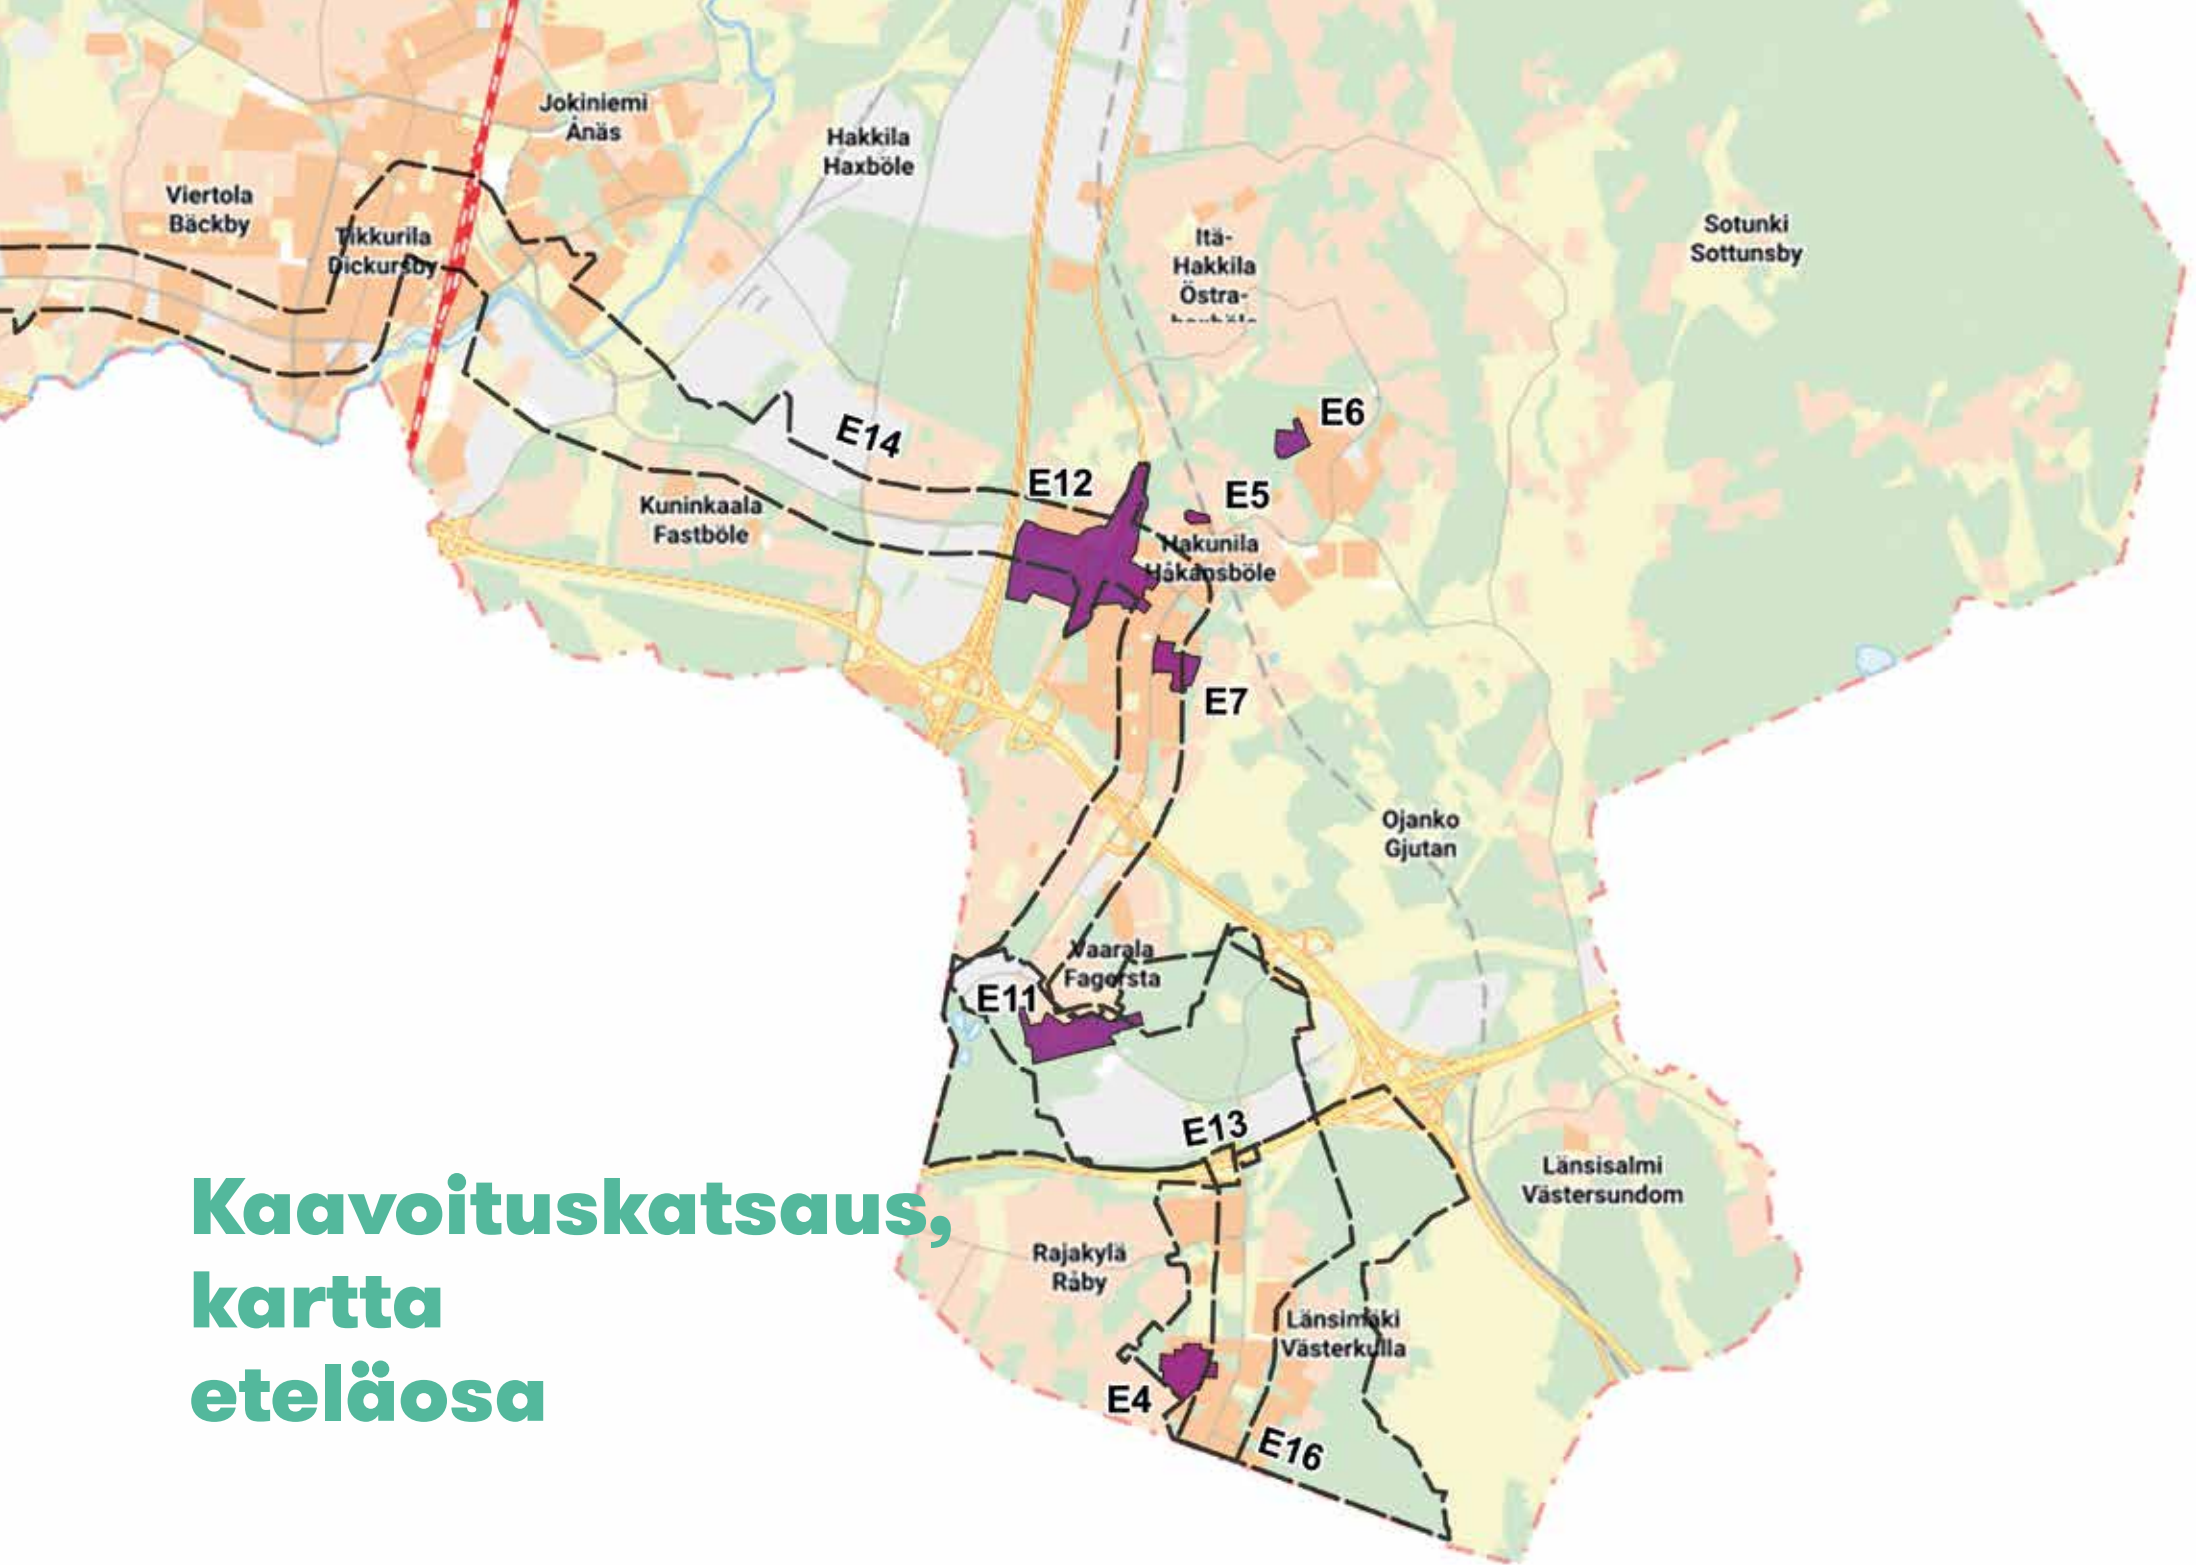 Jokiniemi
Ånäs
Hakkila
Haxböle
Viertola
Bäckby
Tikkurila
Dickursby
Itä-
Hakkila
Östra-
Sotunki
Sottunsby
E14
E6
E12
E5
Kuninkaala
Fastböle
Hakunila
Håkansböle
E7
Ojanko
Gjutan
Vaarala
Fagersta
E11
E13
Länsisalmi
Västersundom
Rajakylä
Råby
Länsimäki
Västerkulla
E4
E16
Kaavoituskatsaus,
kartta
eteläosa